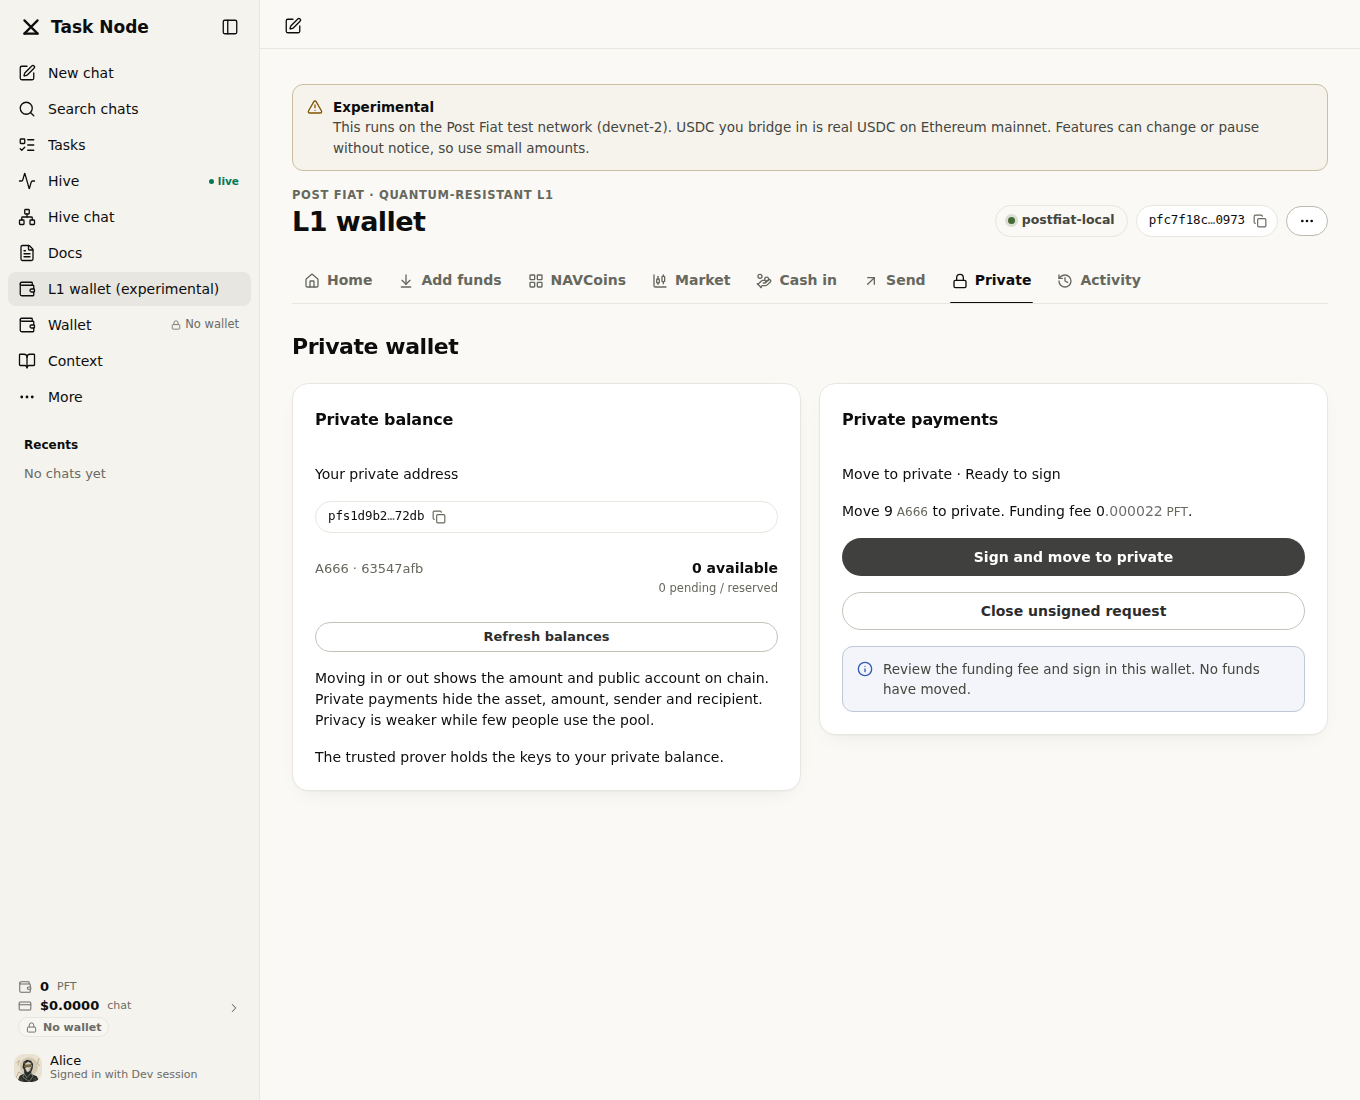 Task Node
New chat
Search chats
Tasks
Hive
live
Hive chat
Docs
L1 wallet (experimental)
Wallet
No wallet
Context
More
Recents
No chats yet
0 PFT
$0.0000 chat
No wallet
Alice
Signed in with Dev session
Experimental
This runs on the Post Fiat test network (devnet-2). USDC you bridge in is real USDC on Ethereum mainnet. Features can change or pause
without notice, so use small amounts.
POST FIAT · QUANTUM-RESISTANT L1
L1 wallet
postfiat-local
pfc7f18c…0973
Home
Add funds
NAVCoins
Market
Cash in
Send
Private
Activity
Private wallet
Private balance
Your private address
pfs1d9b2…72db
A666 · 63547afb
0 available
0 pending / reserved
Refresh balances
Moving in or out shows the amount and public account on chain.
Private payments hide the asset, amount, sender and recipient.
Privacy is weaker while few people use the pool.
The trusted prover holds the keys to your private balance.
Private payments
Move to private · Ready to sign
Move 9 A666 to private. Funding fee 0.000022 PFT.
Sign and move to private
Close unsigned request
Review the funding fee and sign in this wallet. No funds
have moved.